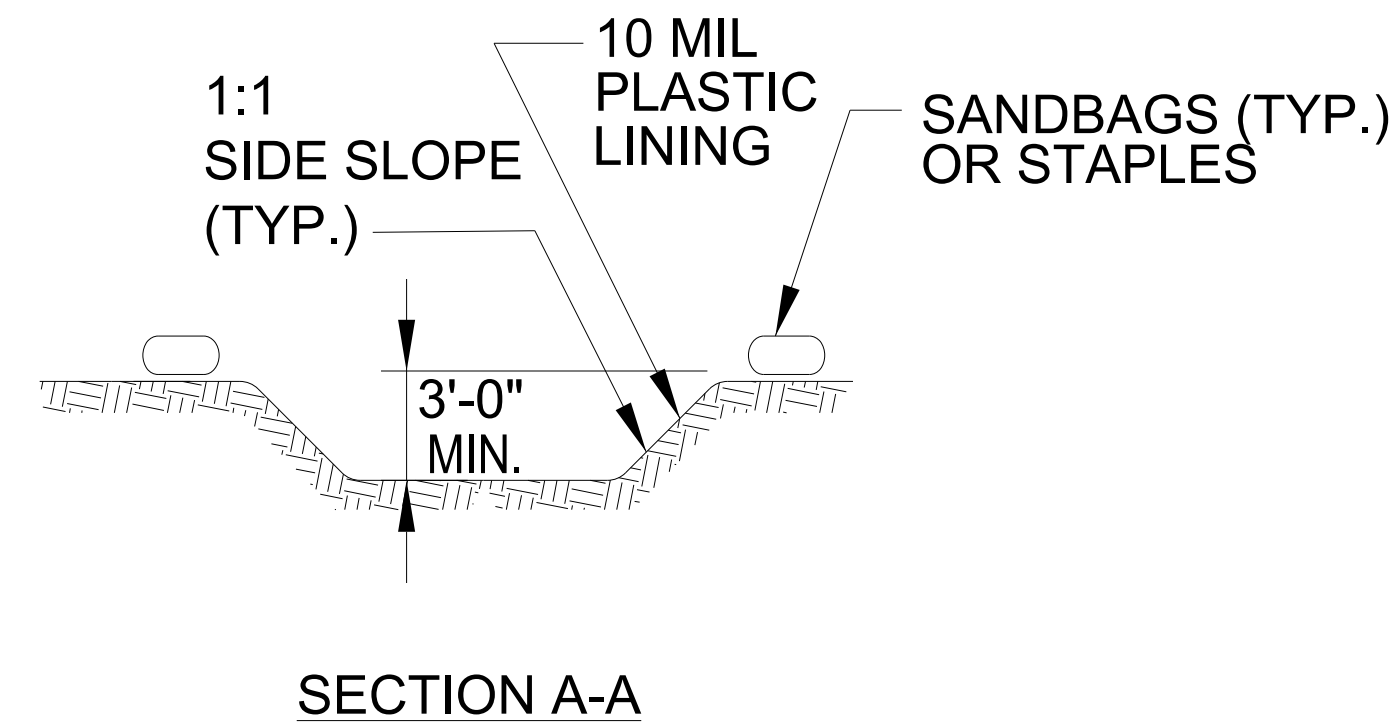 10 MIL
PLASTIC
LINING
1:1
SIDE SLOPE
(TYP.)
SANDBAGS (TYP.)
OR STAPLES
3'-0"
MIN.
SECTION A-A